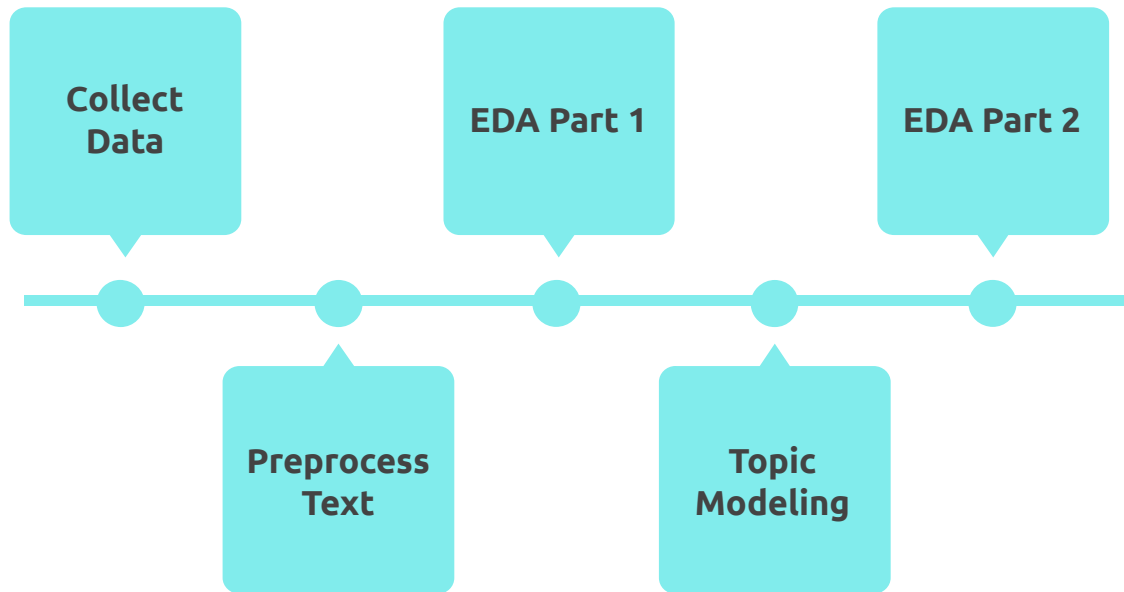 Collect
Data
Preprocess
Text
EDA Part 1
Topic
Modeling
EDA Part 2